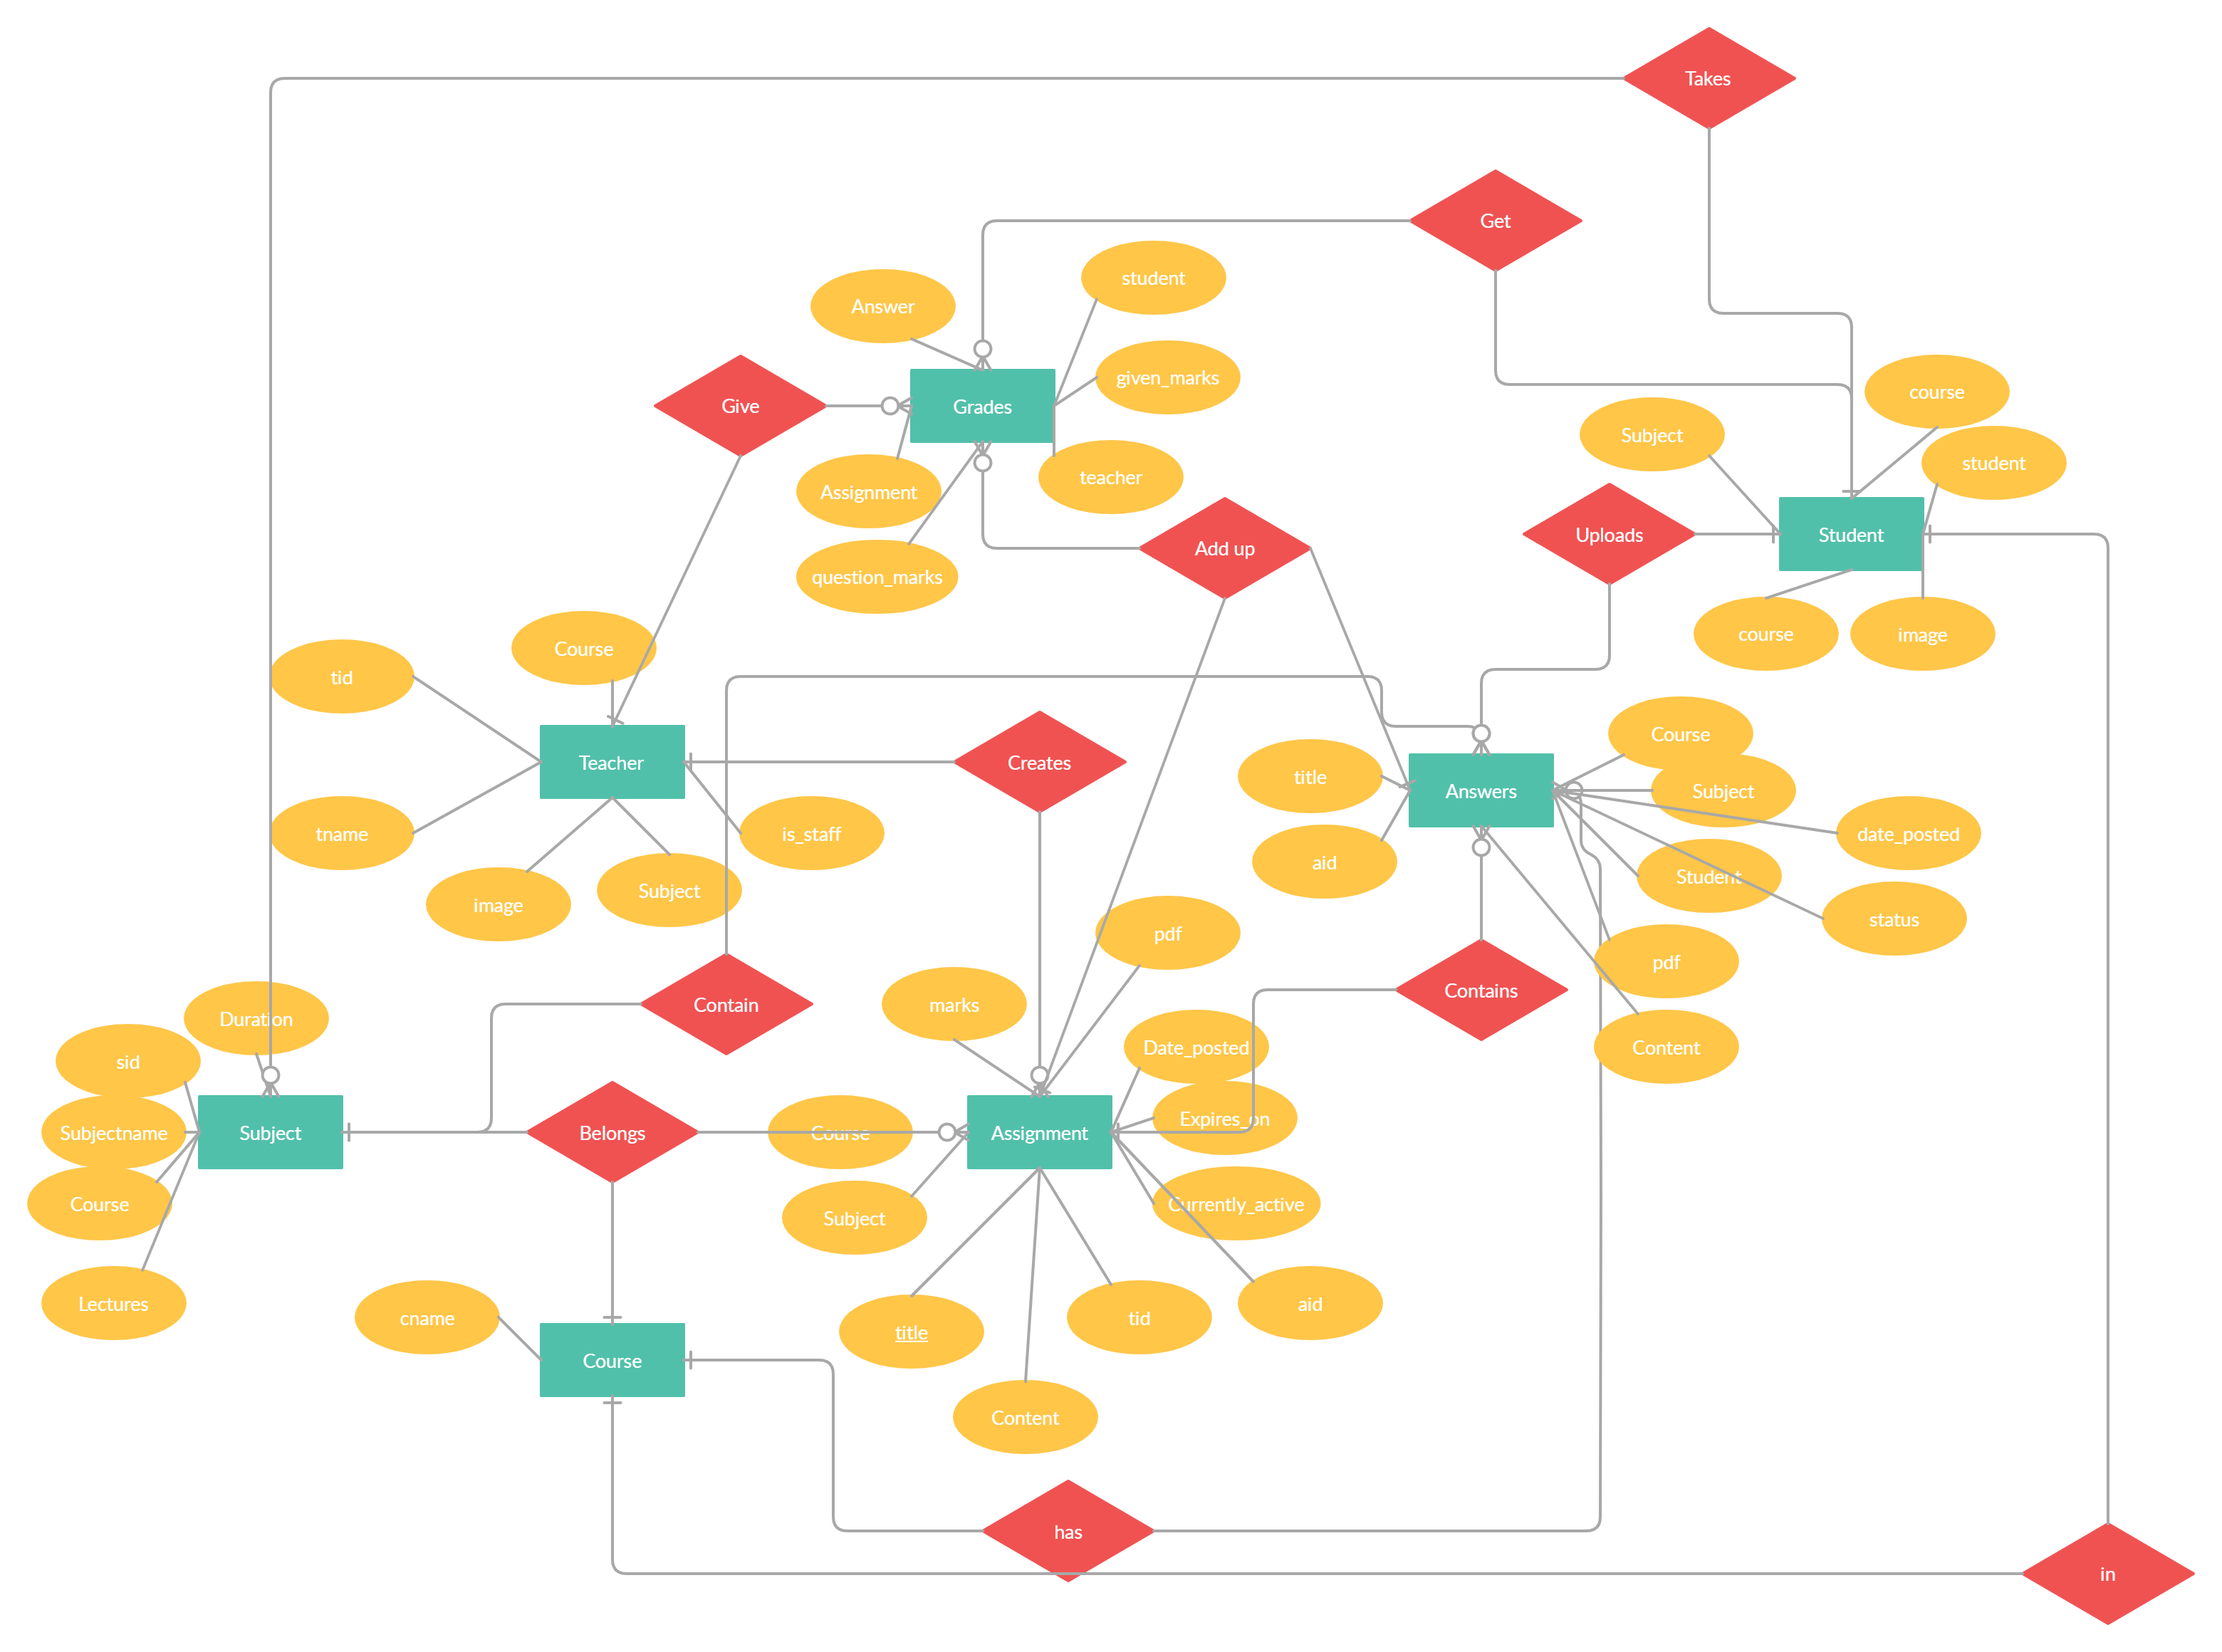 Takes
Get
student
Answer
given_marks
course
Give
Grades
Subject
student
teacher
Assignment
Uploads
Student
Add up
question_marks
course
image
Course
tid
Course
Teacher
Creates
title
Answers
Subject
tname
is_staff
date_posted
aid
Student
Subject
image
status
pdf
pdf
Contain
marks
Contains
Duration
Date_posted
Content
sid
Expires_on
Subjectname
Subject
Belongs
Course
Assignment
Course
Subject
Currently_active
Lectures
aid
cname
title
tid
Course
Content
has
in